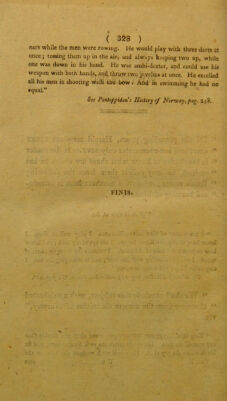 ( 328 )
oars while the men were rowing. He would play with three darts at
once; tossing them up in the air, and always keeping two up, while
one was down in his hand. He was ambi-dexter, and could use his
weapon with both hands, and throw two javelins at once. He excelled
all his men in shooting with the bow: And in swimming he had no
equal."
See Pontoppidan's History of Norway, pag. 248.
FINIS.